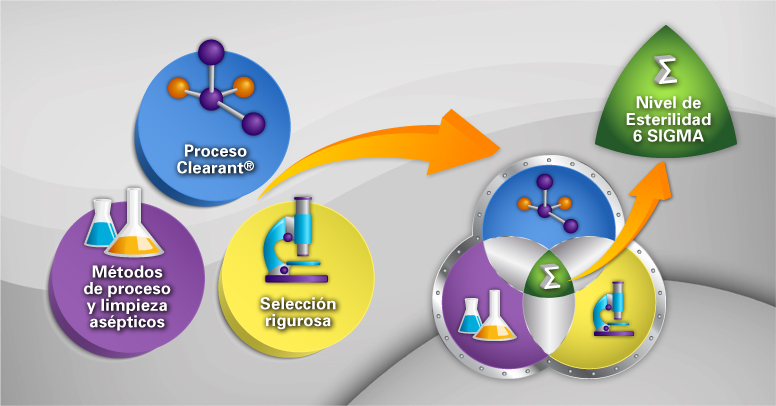 Proceso
Clearant®
Métodos
de proceso
y limpieza
asépticos
Selección
rigurosa
Σ
Nivel de
Esterilidad
6 SIGMA
Σ